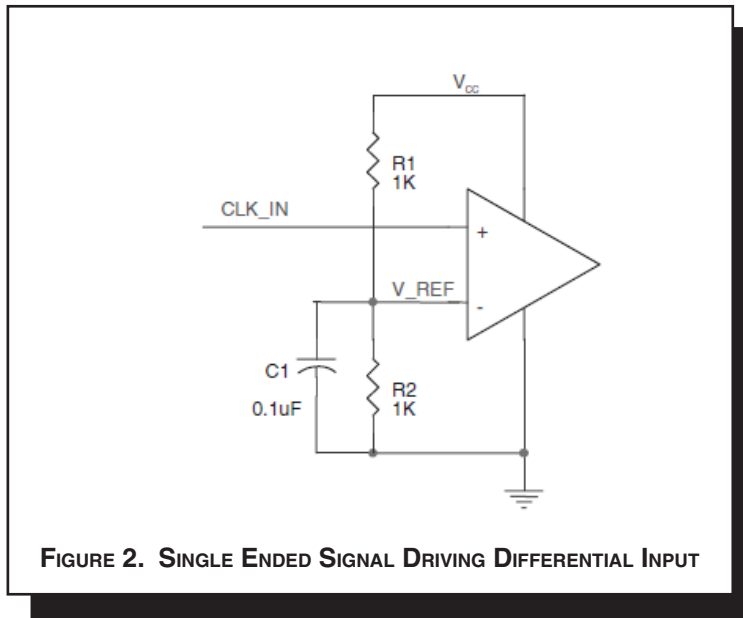 Vcc
R1
1K
CLK_IN
+
V_REF
-
C1
0.1uF
R2
1K
FIGURE 2. SINGLE ENDED SIGNAL DRIVING DIFFERENTIAL INPUT